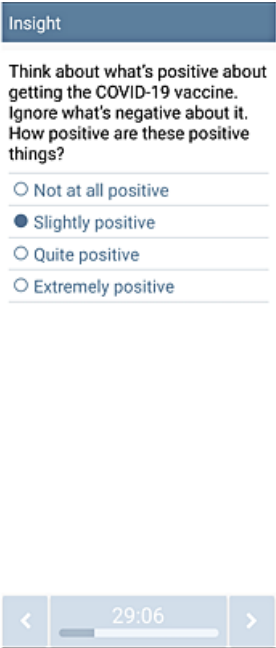 Insight
Think about what's positive about
getting the COVID-19 vaccine.
Ignore what's negative about it.
How positive are these positive
things?
Not at all positive
Slightly positive
Quite positive
Extremely positive
29:06